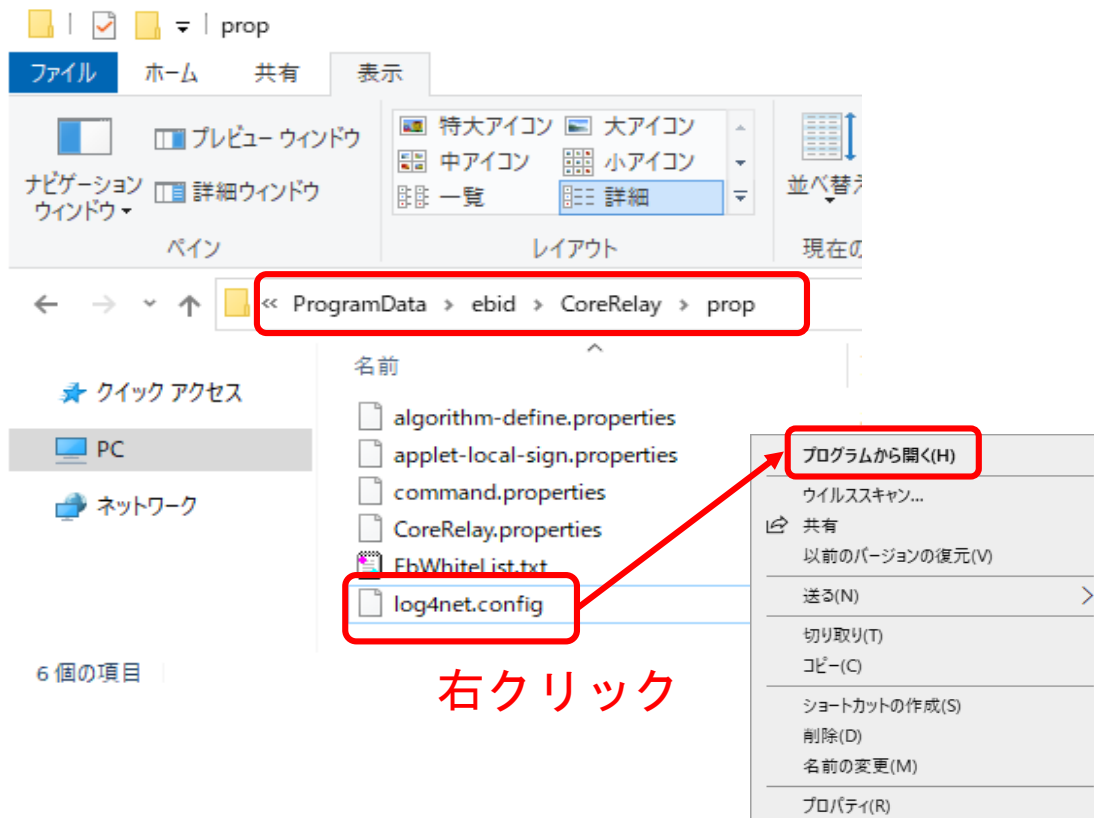 prop
ファイル ホーム 共有 表示
ナビゲーション
ウィンドウ
プレビュー ウィンドウ
詳細ウィンドウ
ペイン
特大アイコン 大アイコン
中アイコン 小アイコン
一覧 詳細
レイアウト
並べ替え
現在の
« ProgramData › ebid › CoreRelay › prop
名前
クイック アクセス
PC
ネットワーク
algorithm-define.properties
applet-local-sign.properties
command.properties
CoreRelay.properties
EbWhiteList.txt
log4net.config
6 個の項目
右クリック
プログラムから開く(H)
ウイルススキャン...
共有
以前のバージョンの復元(V)
送る(N)
切り取り(T)
コピー(C)
ショートカットの作成(S)
削除(D)
名前の変更(M)
プロパティ(R)